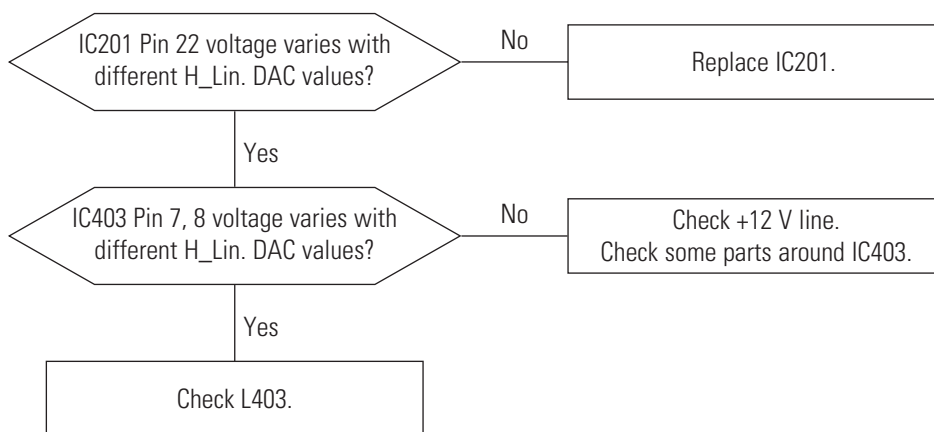 IC201 Pin 22 voltage varies with
different H_Lin. DAC values?
No
Replace IC201.
Yes
IC403 Pin 7, 8 voltage varies with
different H_Lin. DAC values?
No
Check +12 V line.
Check some parts around IC403.
Yes
Check L403.